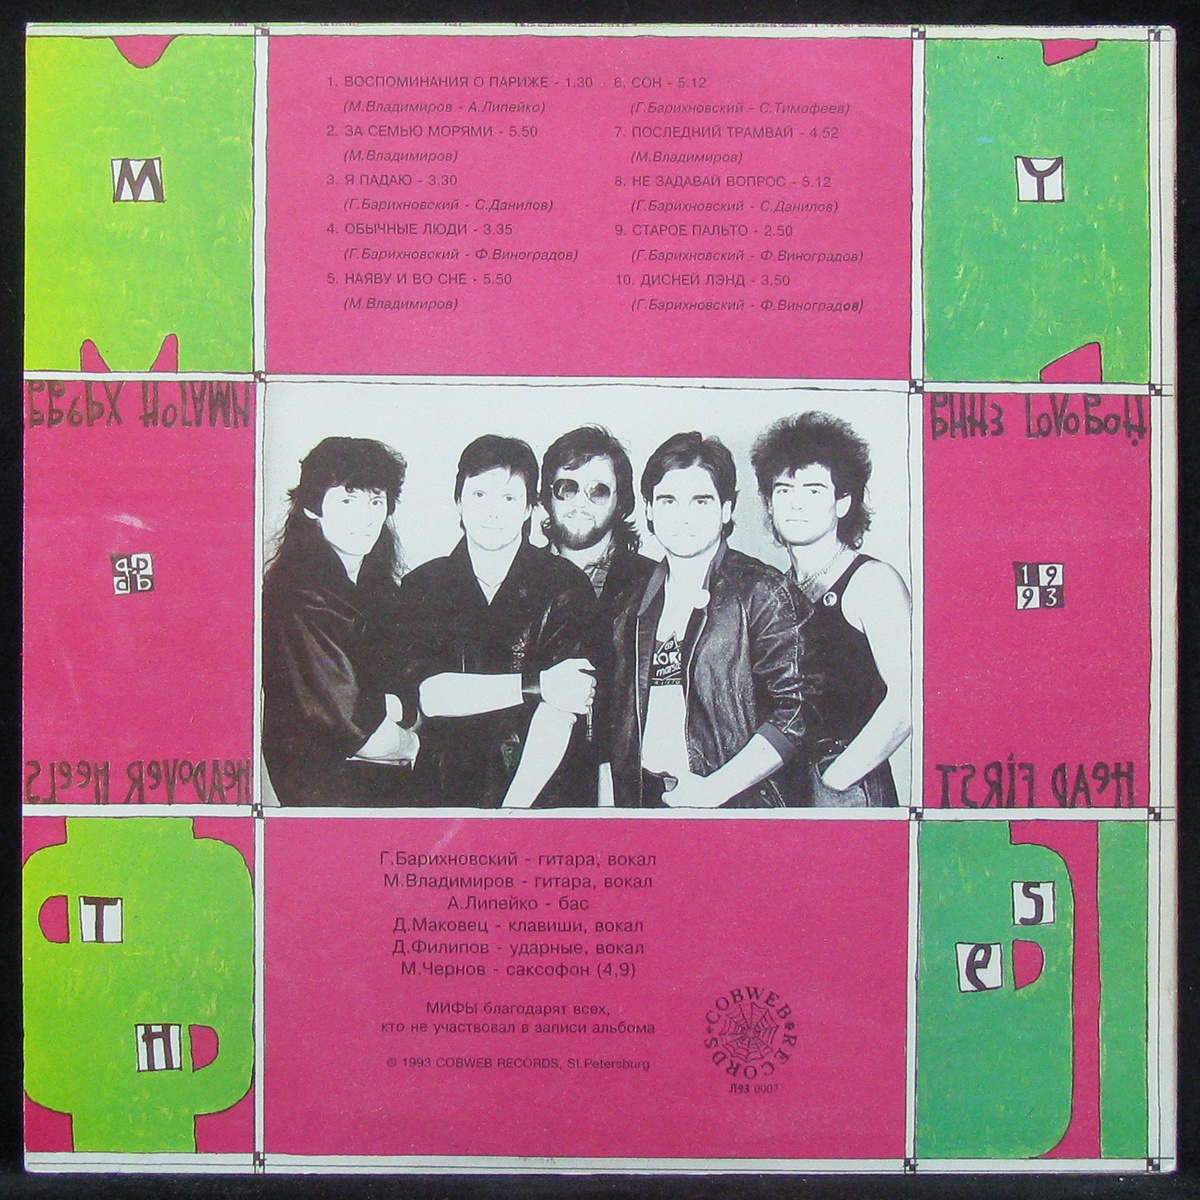 1. ВОСПОМИНАНИЯ О ПАРИЖЕ - 1.30
(М.Владимиров - А.Липейко)
2. ЗА СЕМЬЮ МОРЯМИ - 5.50
(М.Владимиров)
3. Я ПАДАЮ - 3.30
(Г.Барихновский - С.Данилов)
4. ОБЫЧНЫЕ ЛЮДИ - 3.35
(Г.Барихновский - Ф.Виноградов)
5. НАЯВУ И ВО СНЕ - 5.50
(М.Владимиров)
6. СОН - 5.12
(Г.Барихновский - С.Тимофеев)
7. ПОСЛЕДНИЙ ТРАМВАЙ - 4.52
(М.Владимиров)
8. НЕ ЗАДАВАЙ ВОПРОС - 5.12
(Г.Барихновский - С.Данилов)
9. СТАРОЕ ПАЛЬТО - 2.50
(Г.Барихновский - Ф.Виноградов)
10. ДИСНЕЙ ЛЭНД - 3.50
(Г.Барихновский - Ф.Виноградов)
M
Y
1993
HEADOVER HEELS
HEAD FIRST
T
H
S
Г.Барихновский - гитара, вокал
М.Владимиров - гитара, вокал
А.Липейко - бас
Д.Маковец - клавиши, вокал
Д.Филипов - ударные, вокал
М.Чернов - саксофон (4,9)
МИФЫ благодарят всех,
кто не участвовал в записи альбома
© 1993 COBWEB RECORDS, St.Petersburg
COBWEB RECORDS
Л93 0007